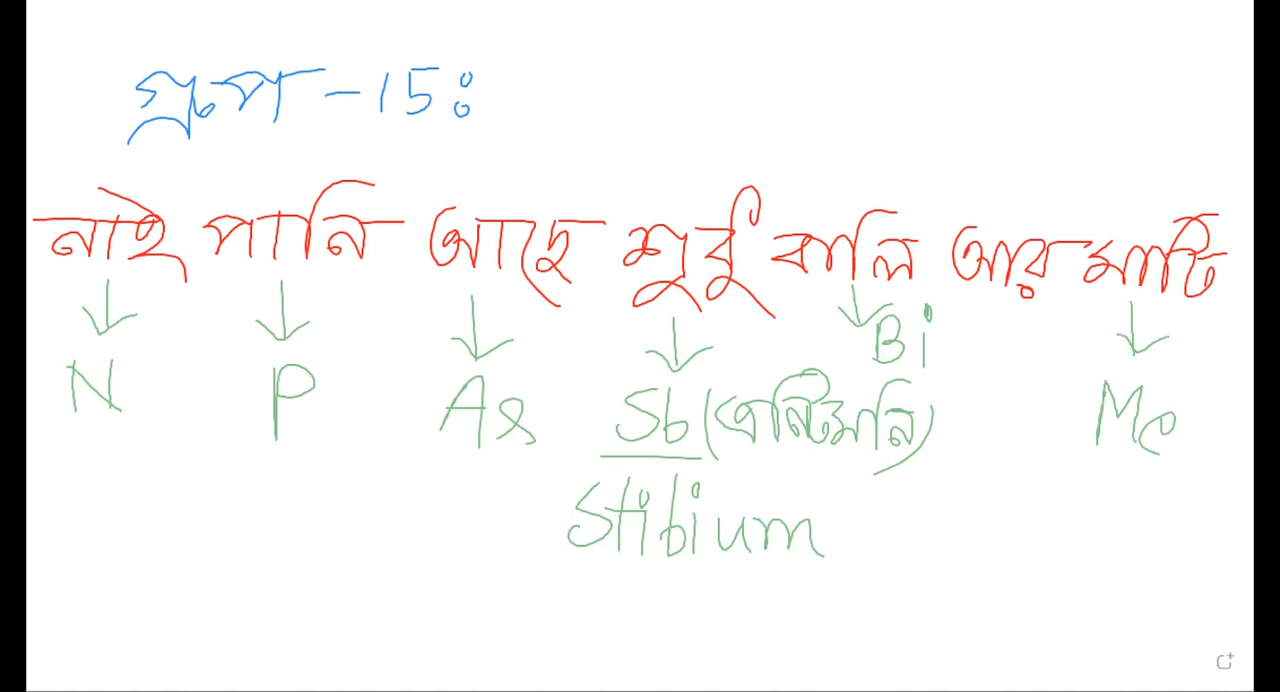 গ্রুপ -15:
নাই পানি আছে শুধুঁ বালি আর মাটি
N P As Sb (এন্টিমনি) Bi Mc
Stibium